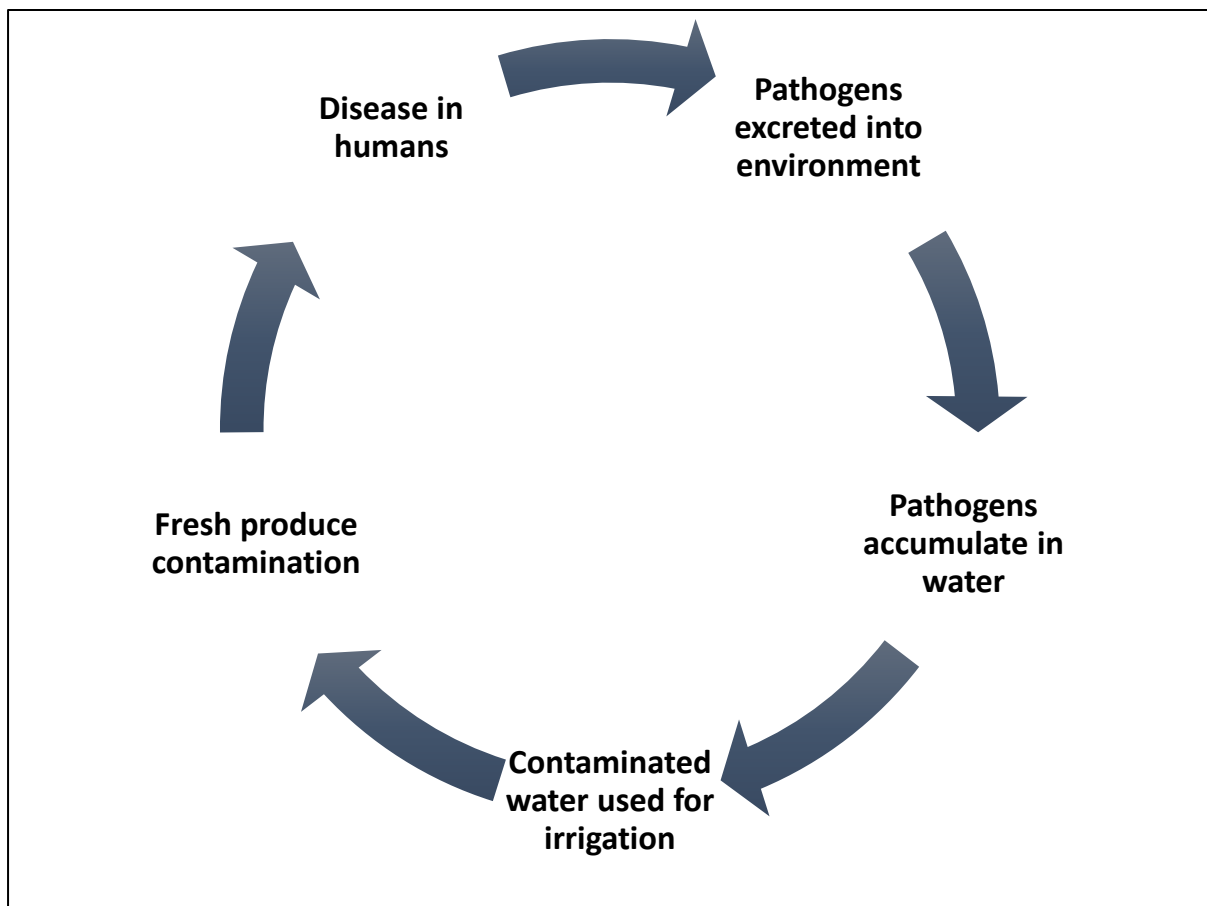 Disease in
humans
Pathogens
excreted into
environment
Pathogens
accumulate in
water
Contaminated
water used for
irrigation
Fresh produce
contamination